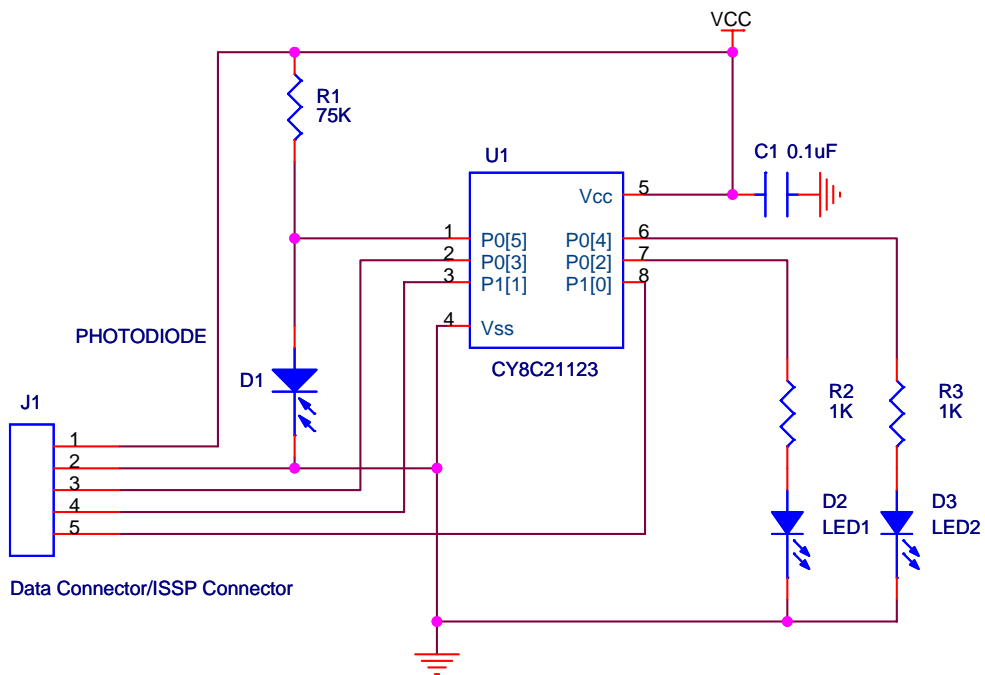 VCC
R1
75K
C1 0.1uF
U1
Vcc 5
1 P0[5] P0[4] 6
2 P0[3] P0[2] 7
3 P1[1] P1[0] 8
4 Vss
CY8C21123
PHOTODIODE
D1
R2
1K
R3
1K
J1
1
2
3
4
5
D2
LED1
D3
LED2
Data Connector/ISSP Connector